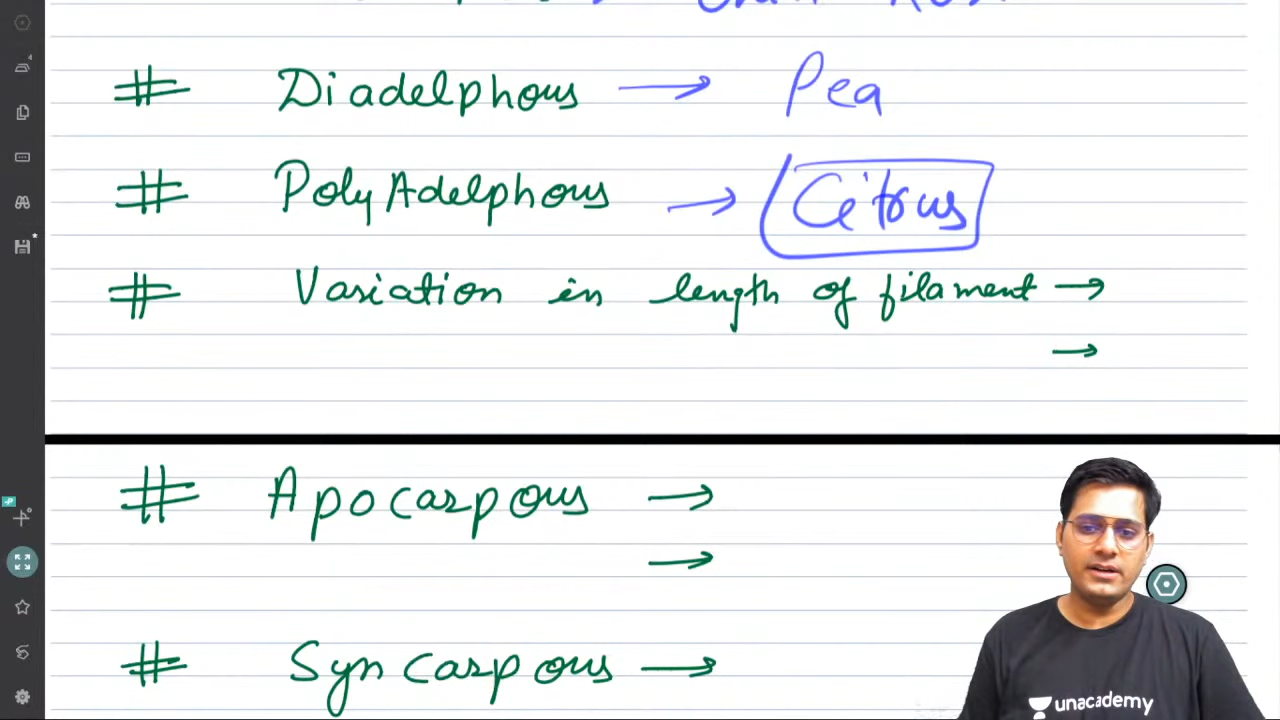 # Diadelphous → Pea
# PolyAdelphous → Citrus
# Variation in length of filament →
→
# Apocarpous →
→
# Syncarpous →
unacademy